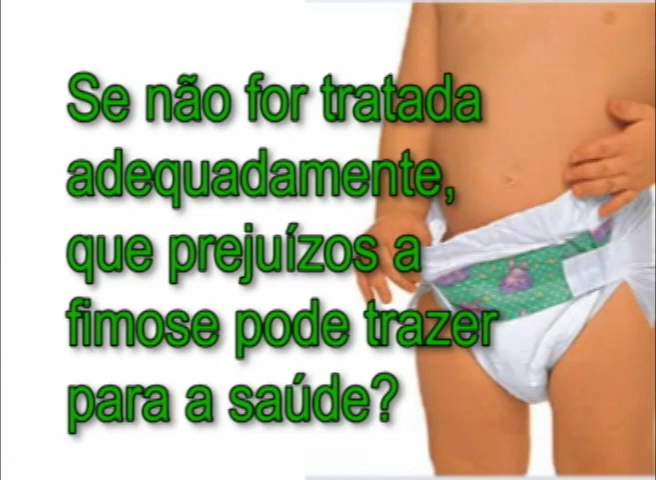 Se não for tratada
adequadamente,
que prejuízos a
fimose pode trazer
para a saúde?